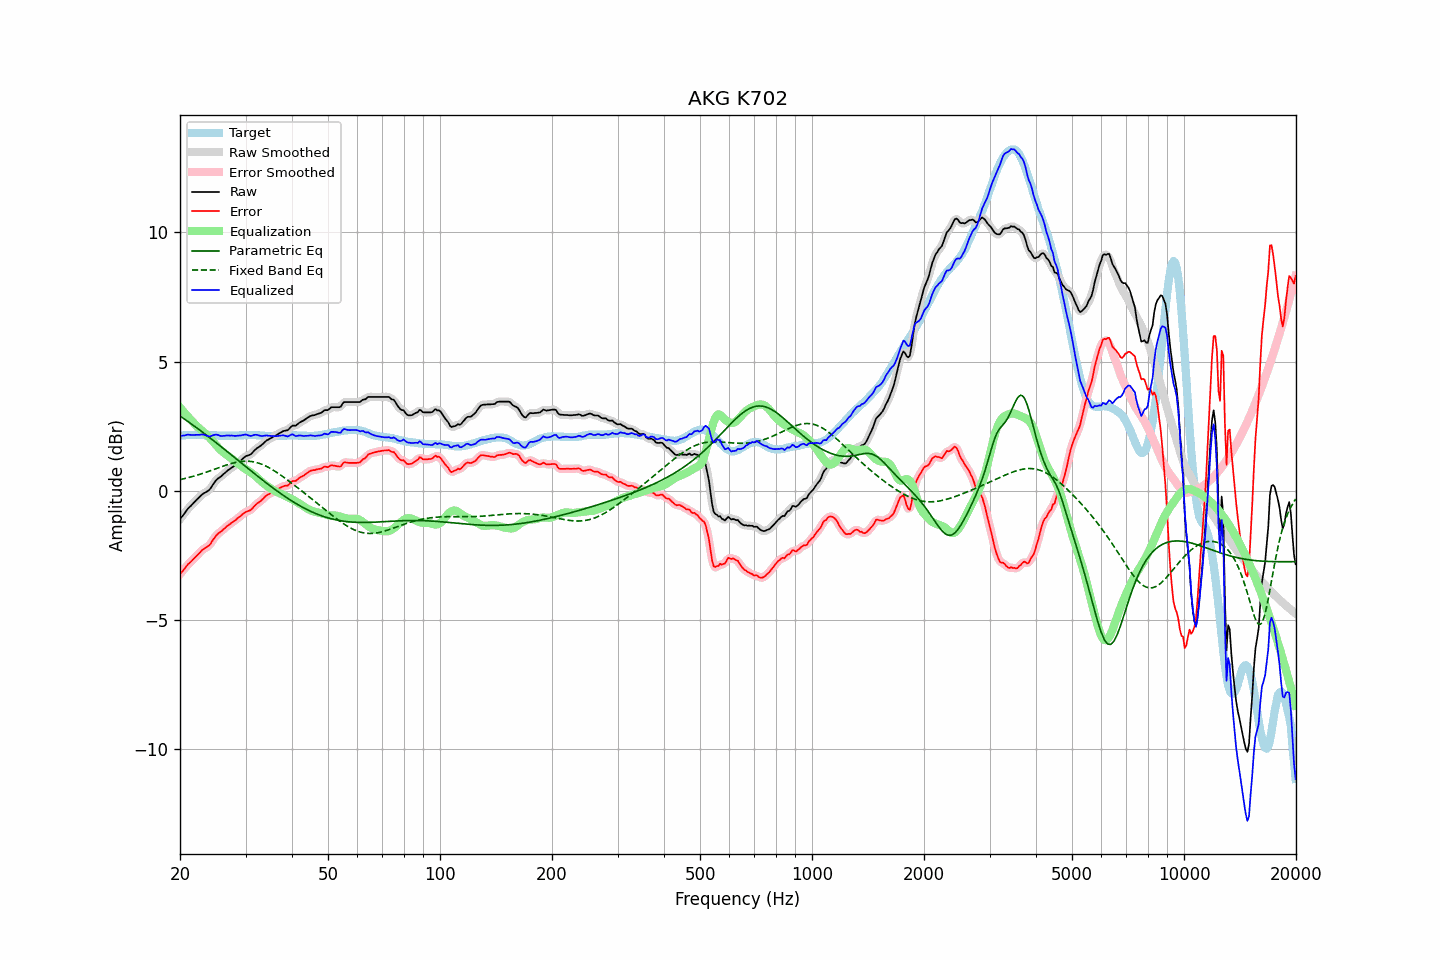 AKG K702
Target
Raw Smoothed
Error Smoothed
Raw
Error
Equalization
Parametric Eq
Fixed Band Eq
Equalized
Amplitude (dBr)
10
5
0
−5
−10
20 50 100 200 500 1000 2000 5000 10000 20000
Frequency (Hz)